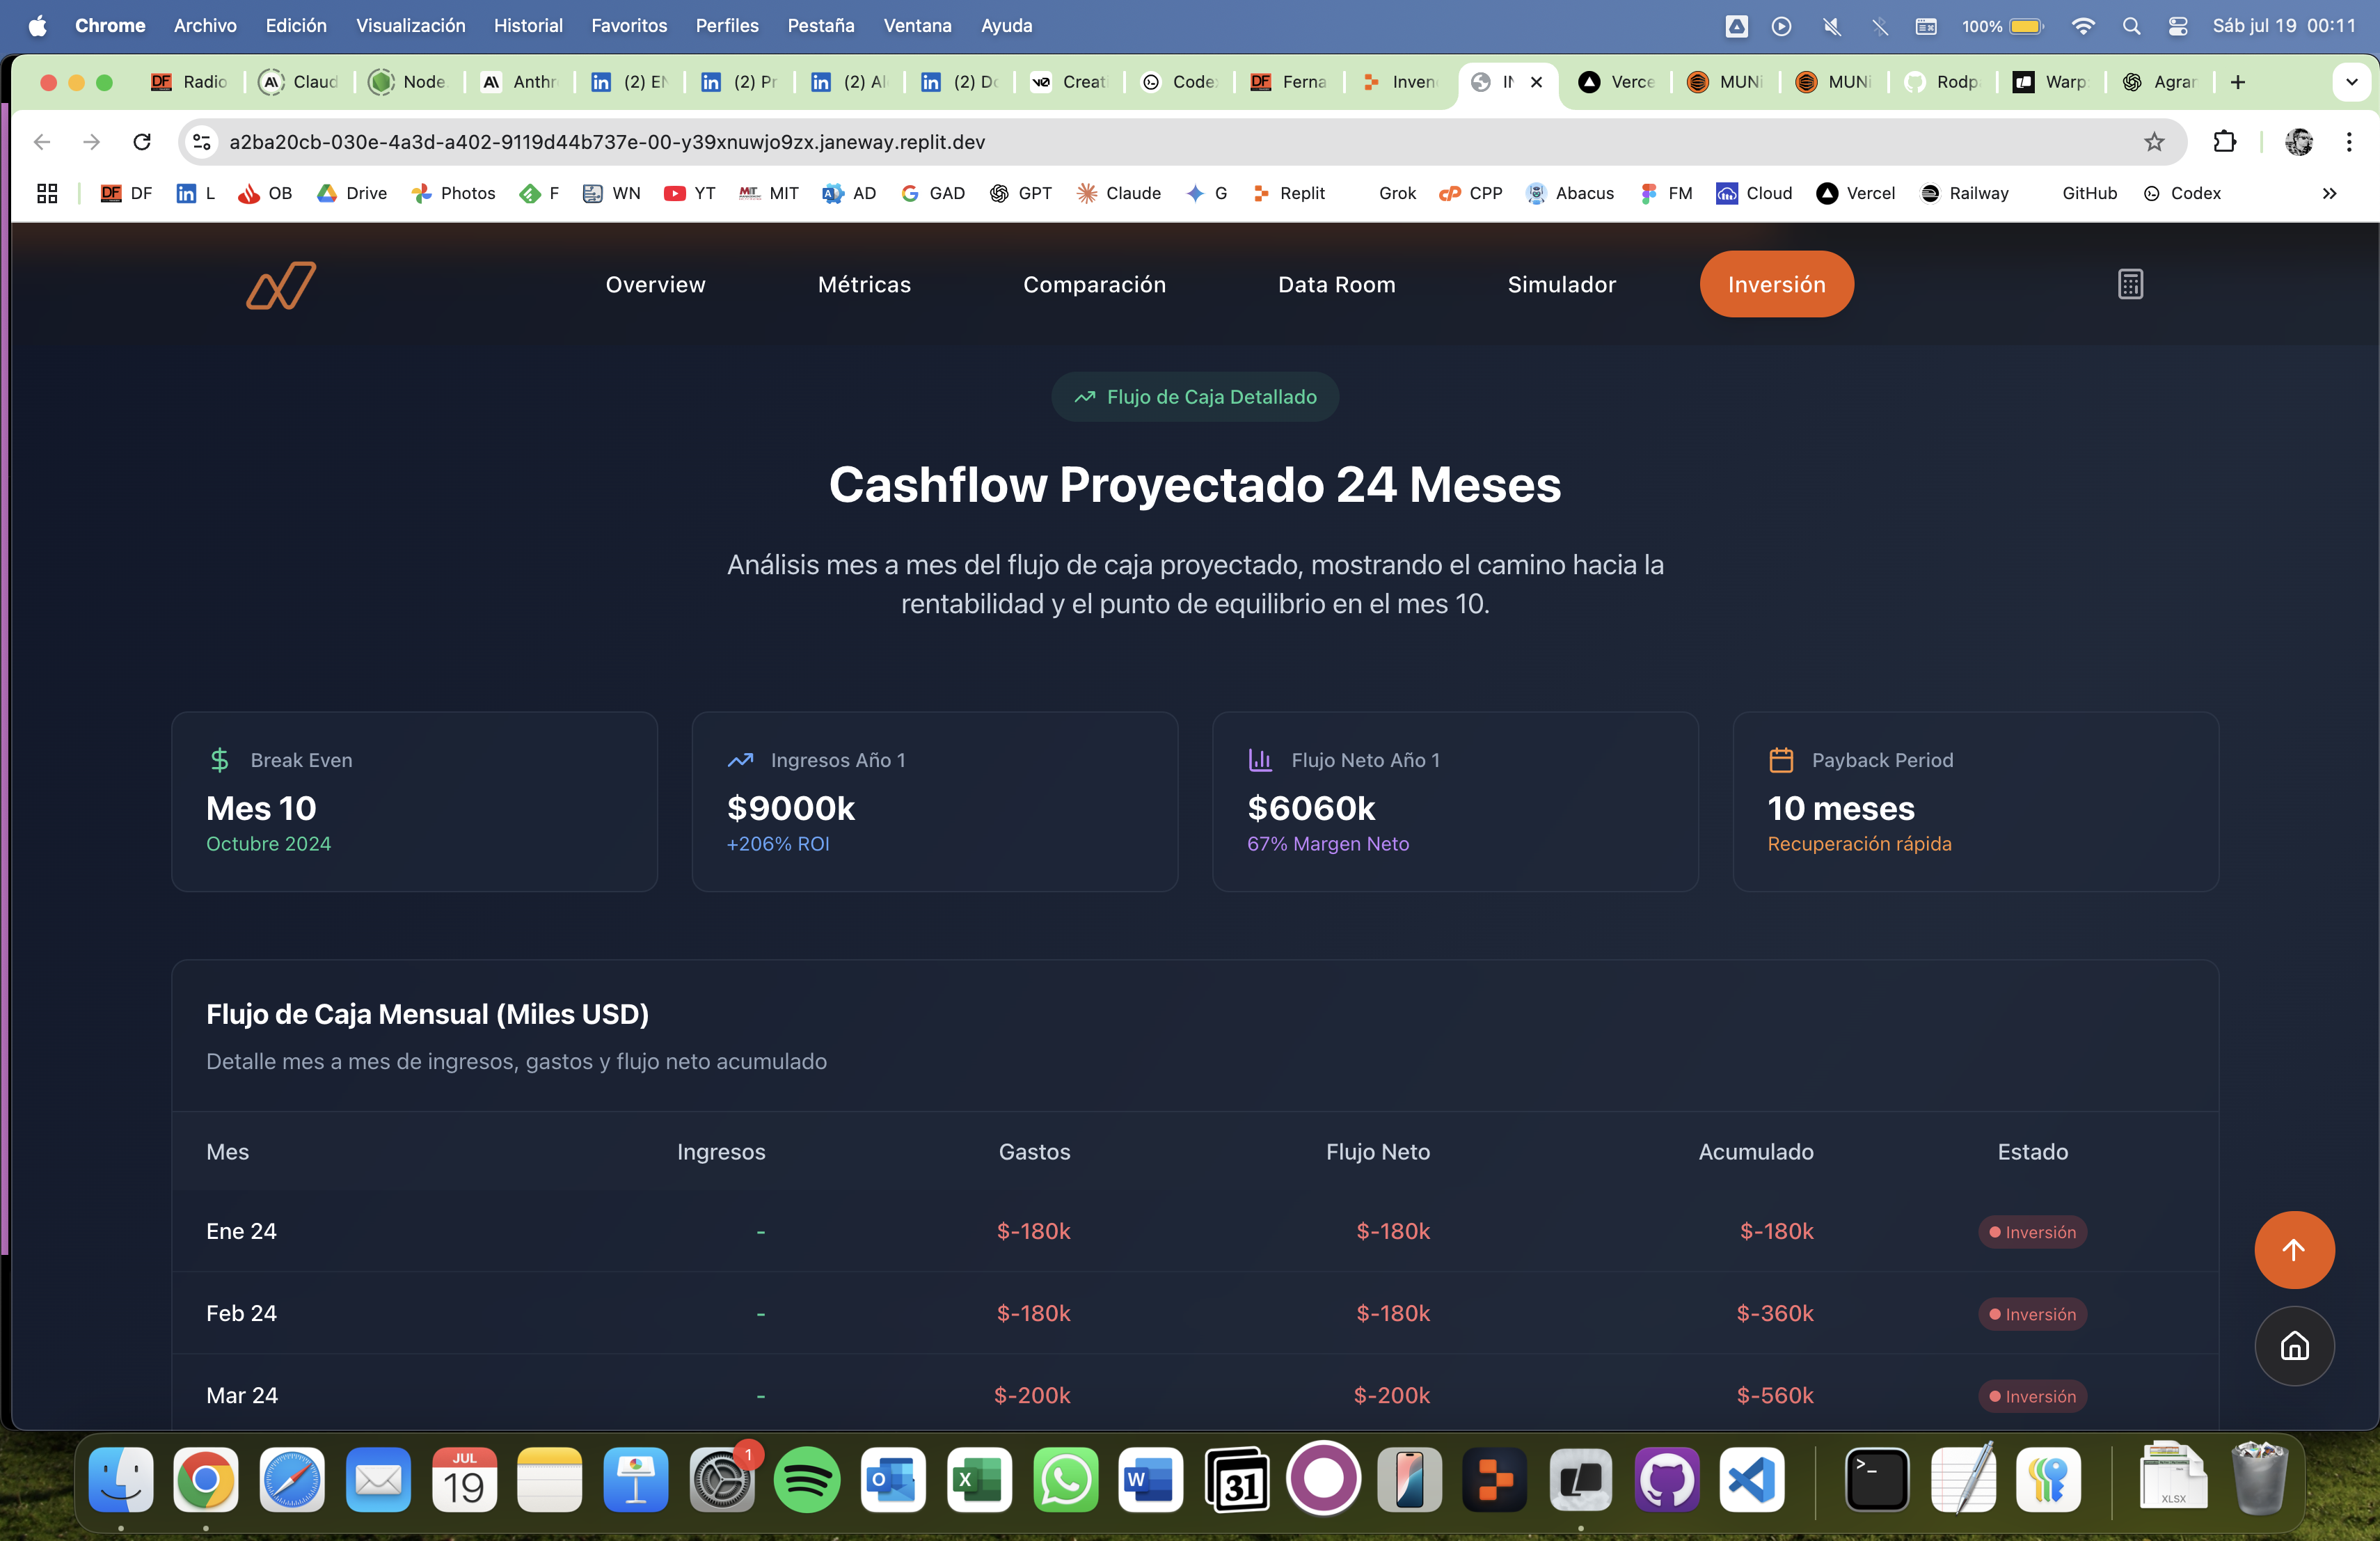 Chrome Archivo Edición Visualización Historial Favoritos Perfiles Pestaña Ventana Ayuda 100% Sáb jul 19 00:11
DF Radio Claud Node Anthr (2) EN (2) Pr (2) Al (2) Do Creati Codex DF Ferna Inven IN Verce MUNi MUNi Rodp Warp Agrar
a2ba20cb-030e-4a3d-a402-9119d44b737e-00-y39xnuwjo9zx.janeway.replit.dev
DF L OB Drive Photos F WN YT MIT AD GAD GPT Claude G Replit Grok CPP Abacus FM Cloud Vercel Railway GitHub Codex
Overview Métricas Comparación Data Room Simulador Inversión
Flujo de Caja Detallado
Cashflow Proyectado 24 Meses
Análisis mes a mes del flujo de caja proyectado, mostrando el camino hacia la
rentabilidad y el punto de equilibrio en el mes 10.
Break Even
Mes 10
Octubre 2024
Ingresos Año 1
$9000k
+206% ROI
Flujo Neto Año 1
$6060k
67% Margen Neto
Payback Period
10 meses
Recuperación rápida
Flujo de Caja Mensual (Miles USD)
Detalle mes a mes de ingresos, gastos y flujo neto acumulado
Mes Ingresos Gastos Flujo Neto Acumulado Estado
Ene 24 - $-180k $-180k $-180k Inversión
Feb 24 - $-180k $-180k $-360k Inversión
Mar 24 - $-200k $-200k $-560k Inversión
JUL
19
1
31
XLSX